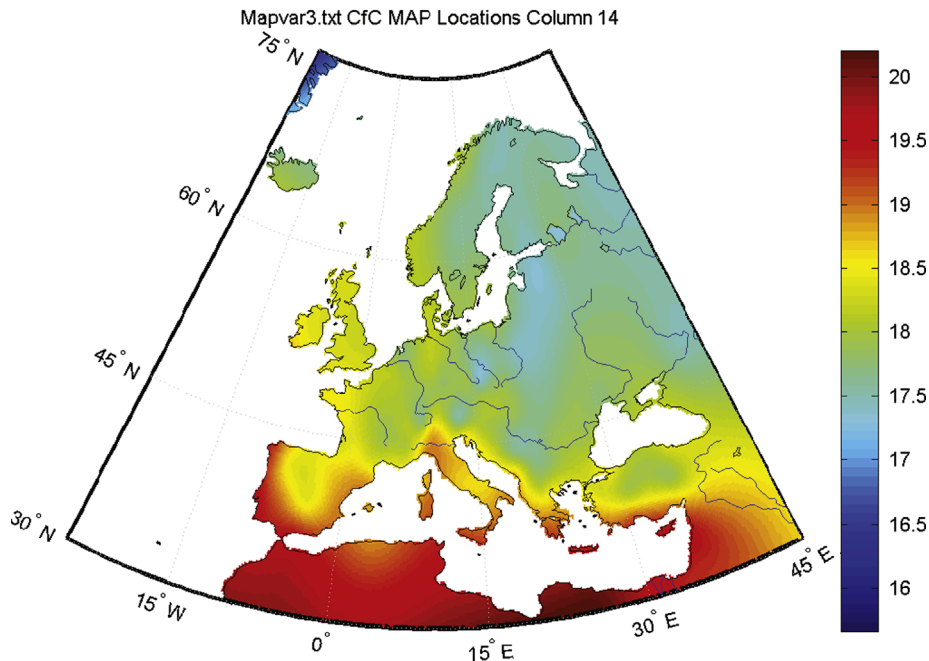 Mapvar3.txt CfC MAP Locations Column 14
75° N
60° N
45° N
30° N
15° W
0°
15° E
30° E
45° E
20
19.5
19
18.5
18
17.5
17
16.5
16